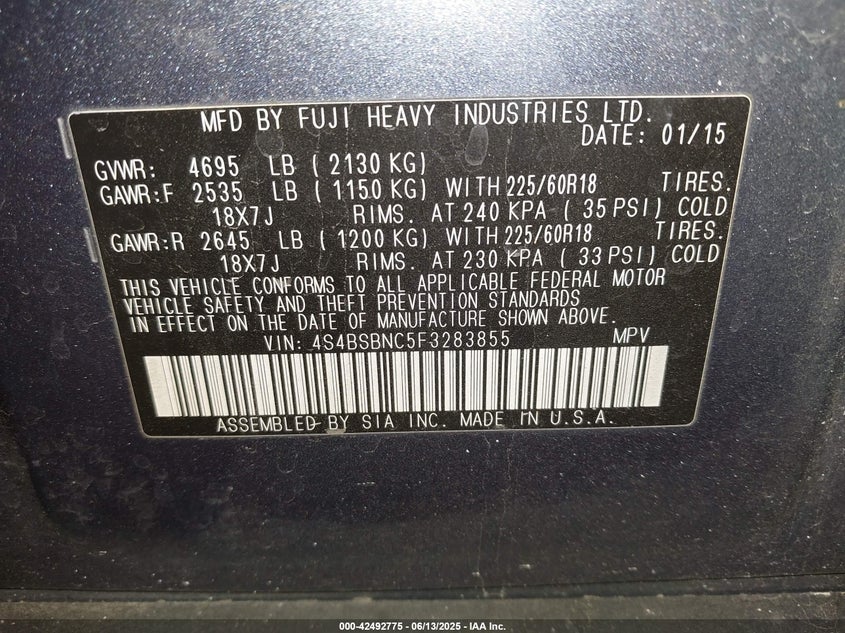 MFD BY FUJI HEAVY INDUSTRIES LTD.
DATE: 01/15
GVWR: 4695 LB ( 2130 KG)
GAWR:F 2535 LB ( 1150 KG) WITH 225/60R18 TIRES.
18X7J RIMS. AT 240 KPA ( 35 PSI) COLD
GAWR:R 2645 LB ( 1200 KG) WITH 225/60R18 TIRES.
18X7J RIMS. AT 230 KPA ( 33 PSI) COLD
THIS VEHICLE CONFORMS TO ALL APPLICABLE FEDERAL MOTOR
VEHICLE SAFETY AND THEFT PREVENTION STANDARDS
IN EFFECT ON THE DATE OF MANUFACTURE SHOWN ABOVE.
VIN: 4S4BSBNC5F3283855 MPV
ASSEMBLED BY SIA INC. MADE IN U.S.A.
000-42492775 - 06/13/2025 - IAA Inc.